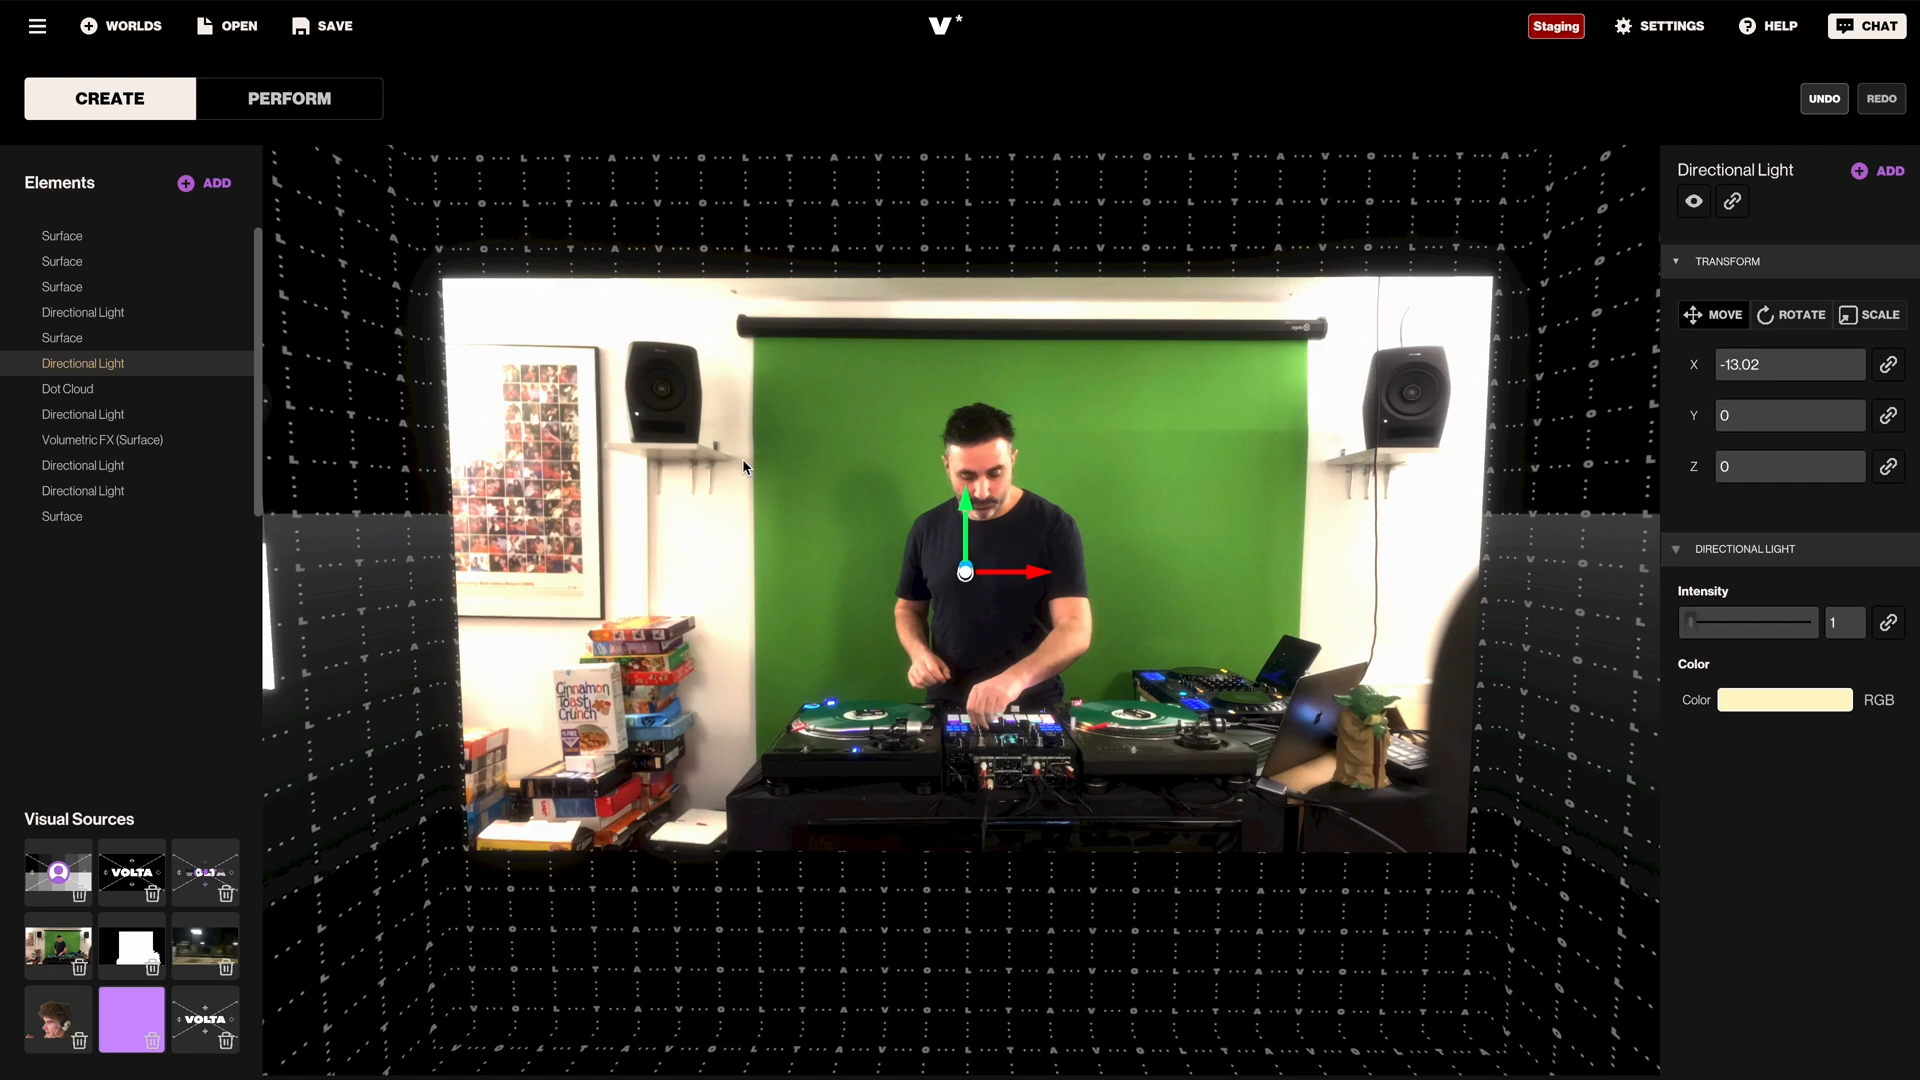 WORLDS
OPEN
SAVE
V*
Staging
SETTINGS
HELP
CHAT
CREATE
PERFORM
UNDO
REDO
Elements
ADD
Surface
Surface
Surface
Directional Light
Surface
Directional Light
Dot Cloud
Directional Light
Volumetric FX (Surface)
Directional Light
Directional Light
Surface
Visual Sources
VOLTA
VOLTA
Cinnamon
Toast
Crunch
Directional Light
ADD
TRANSFORM
MOVE
ROTATE
SCALE
X
-13.02
Y
0
Z
0
DIRECTIONAL LIGHT
Intensity
1
Color
Color
RGB